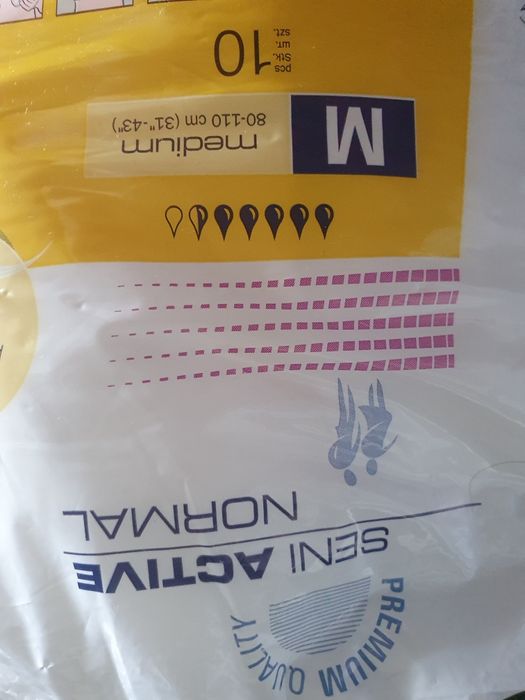 PREMIUM QUALITY
SENI ACTIVE
NORMAL
M
medium
80-110 cm (31"-43")
pcs
Stk.
шт.
szt.
10